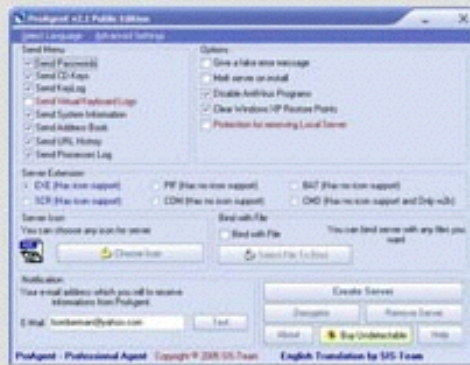 ProAgent v2.1 Public Edition
Select Language Advanced Settings
Send Menu
Send Passwords
Send CD-Keys
Send KeyLog
Send Virtual Keyboard Logs
Send System Information
Send Address Book
Send URL History
Send Processes Log
Options
Give a fake error message
Melt server on install
Disable AntiVirus Programs
Clear Windows XP Restore Points
Protection for removing Local Server
Server Extension
EXE (Has icon support)
PIF (Has no icon support)
BAT (Has no icon support)
SCR (Has icon support)
COM (Has no icon support)
CMD (Has no icon support and Only w2k)
Server Icon
You can choose any icon for server
Choose Icon
Bind with File
Bind with File
You can bind server with any files you want
Select File To Bind
Notification
Your e-mail address which you will to receive informations from ProAgent.
E-Mail:
Test
Create Server
Remove Server
About
Buy Undetectable
Help
ProAgent - Professional Agent Copyright © 2005 SIS-Team English Translation by SIS-Team